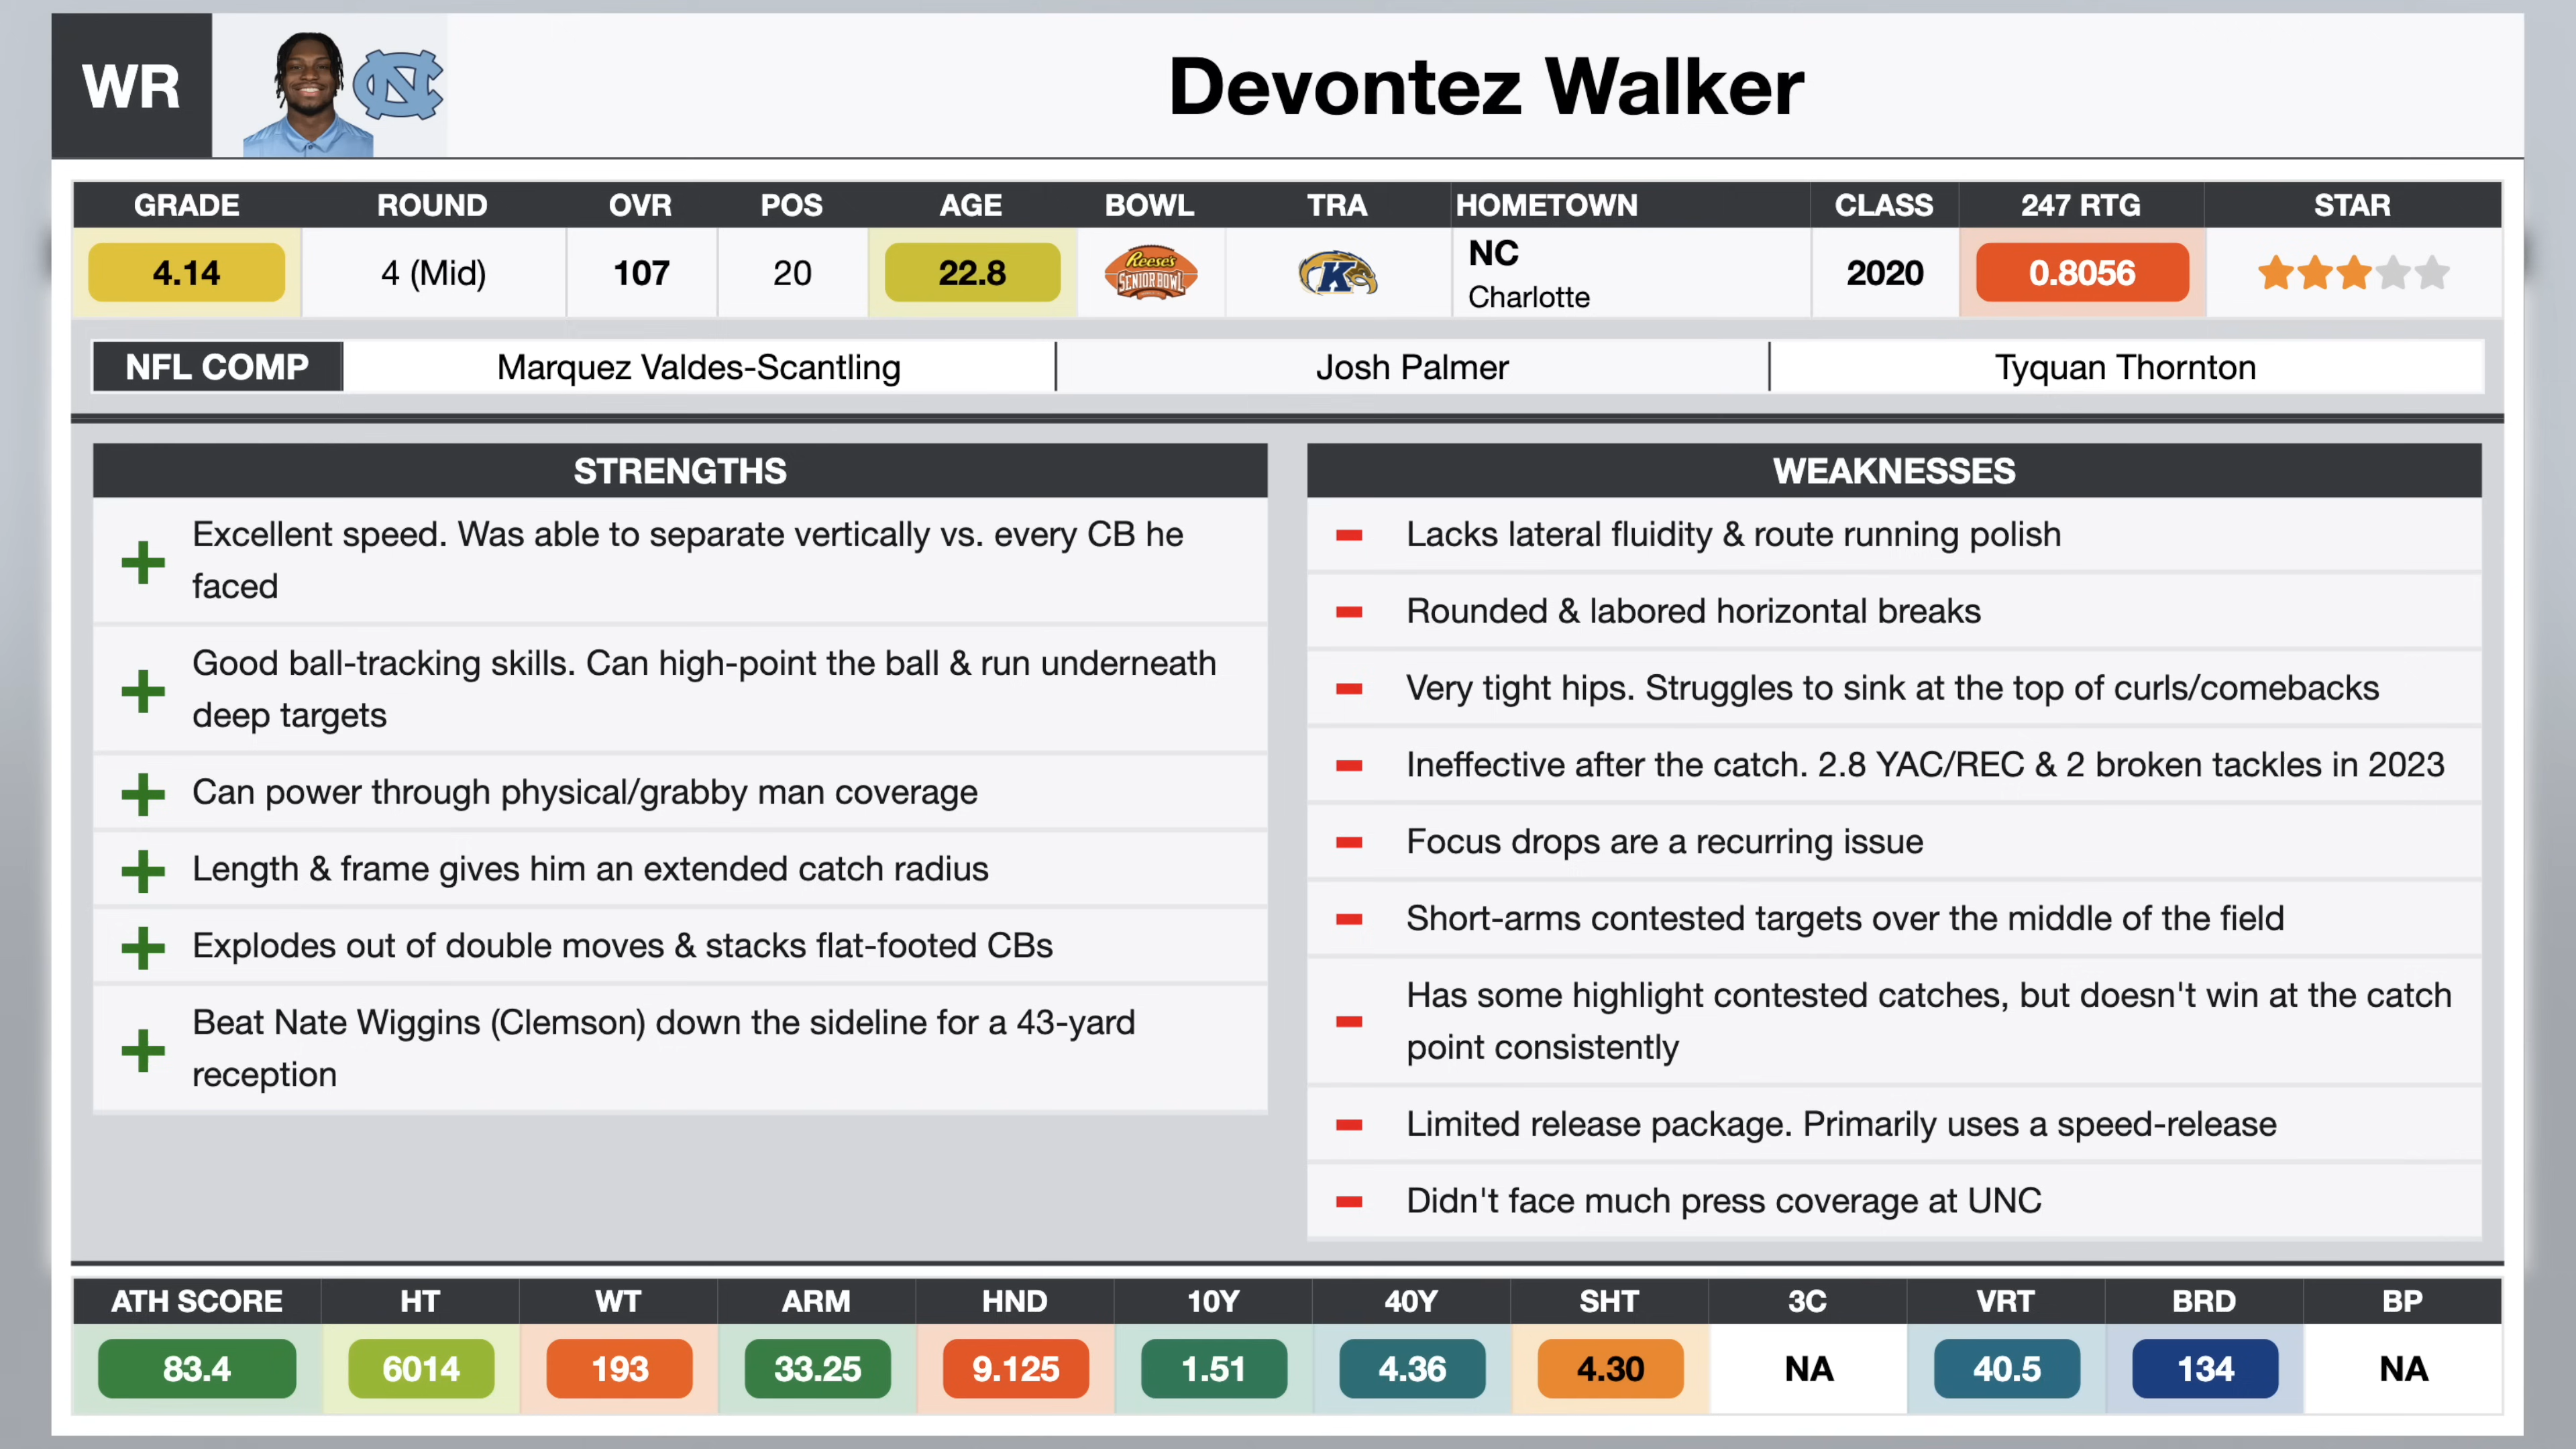 WR
NC
Devontez Walker
GRADE ROUND OVR POS AGE BOWL TRA HOMETOWN CLASS 247 RTG STAR
4.14 4 (Mid) 107 20 22.8 Reese's SENIOR BOWL K NC Charlotte 2020 0.8056
NFL COMP Marquez Valdes-Scantling Josh Palmer Tyquan Thornton
STRENGTHS
+ Excellent speed. Was able to separate vertically vs. every CB he
faced
+ Good ball-tracking skills. Can high-point the ball & run underneath
deep targets
+ Can power through physical/grabby man coverage
+ Length & frame gives him an extended catch radius
+ Explodes out of double moves & stacks flat-footed CBs
+ Beat Nate Wiggins (Clemson) down the sideline for a 43-yard
reception
WEAKNESSES
- Lacks lateral fluidity & route running polish
- Rounded & labored horizontal breaks
- Very tight hips. Struggles to sink at the top of curls/comebacks
- Ineffective after the catch. 2.8 YAC/REC & 2 broken tackles in 2023
- Focus drops are a recurring issue
- Short-arms contested targets over the middle of the field
- Has some highlight contested catches, but doesn't win at the catch
point consistently
- Limited release package. Primarily uses a speed-release
- Didn't face much press coverage at UNC
ATH SCORE HT WT ARM HND 10Y 40Y SHT 3C VRT BRD BP
83.4 6014 193 33.25 9.125 1.51 4.36 4.30 NA 40.5 134 NA